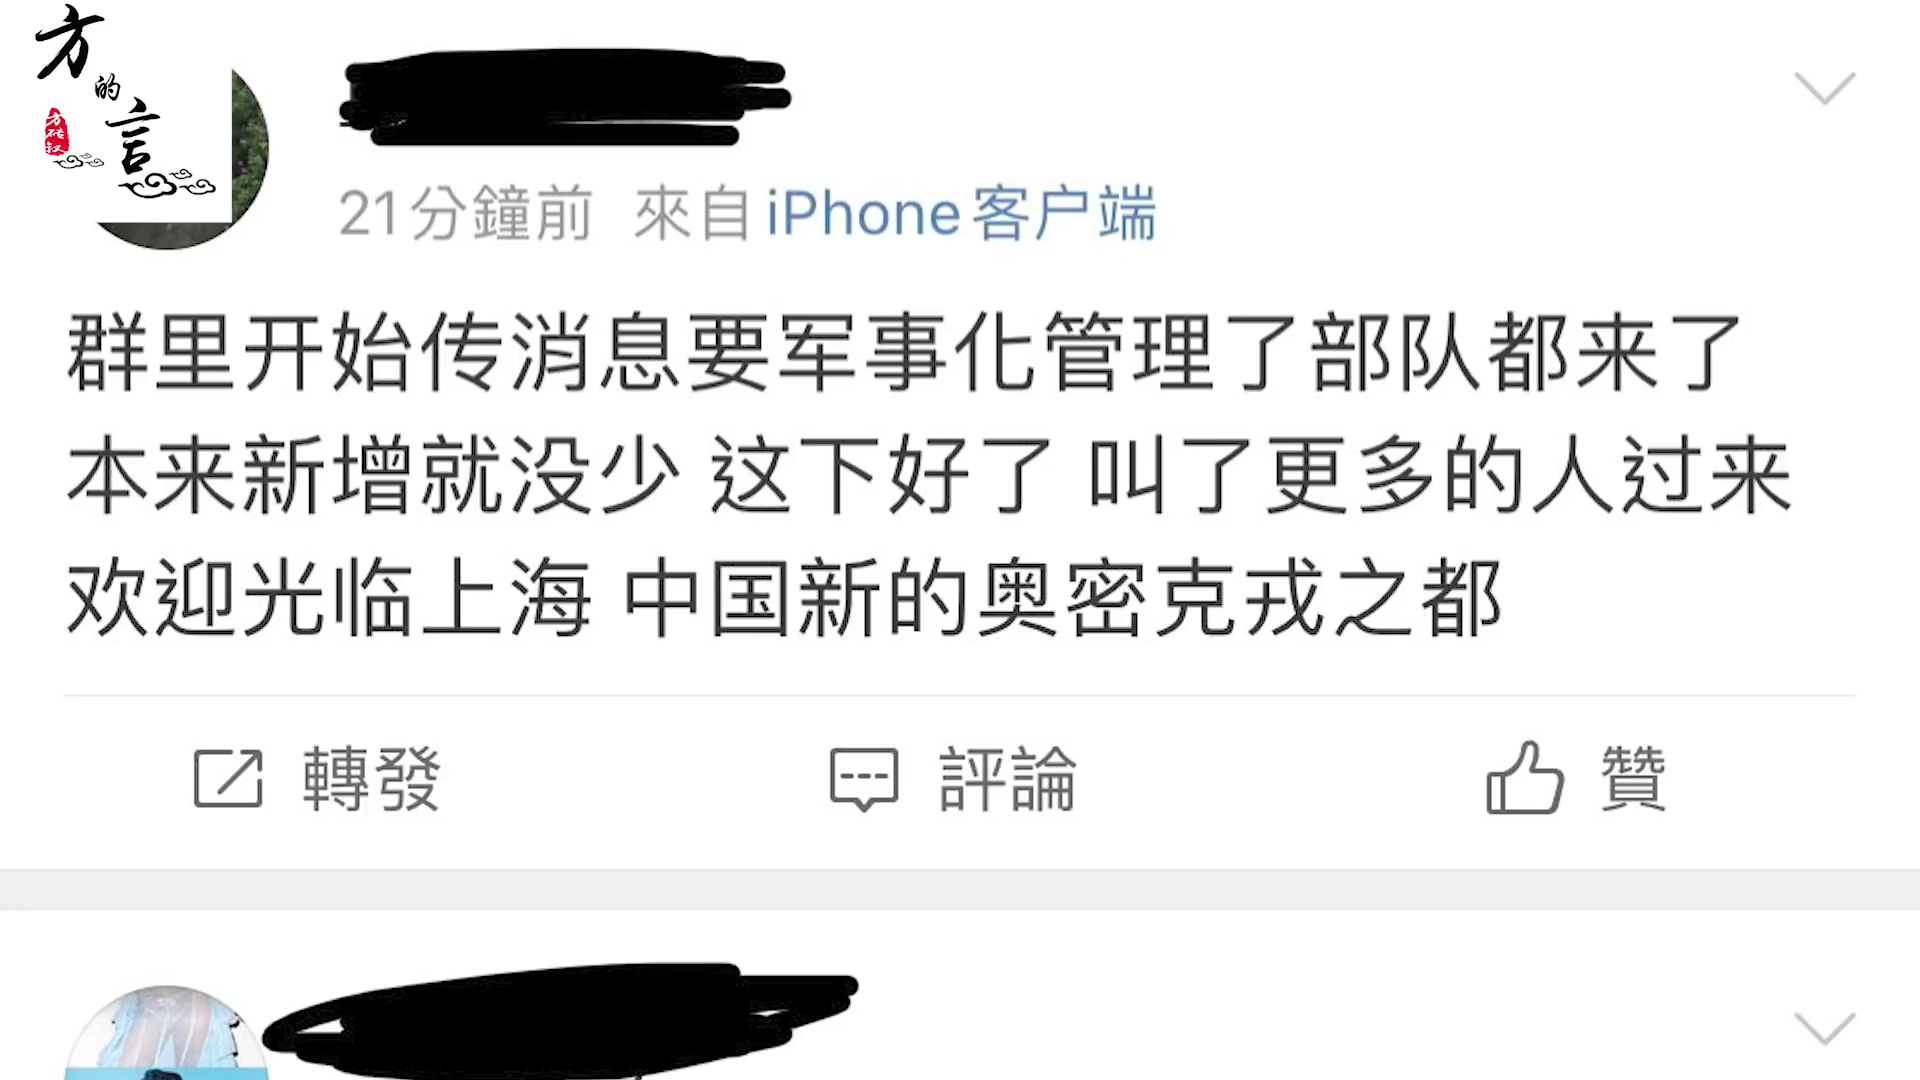 方的言
方砖叙
21分鐘前 來自 iPhone客户端
群里开始传消息要军事化管理了部队都来了
本来新增就没少 这下好了 叫了更多的人过来
欢迎光临上海 中国新的奥密克戎之都
轉發 評論 贊